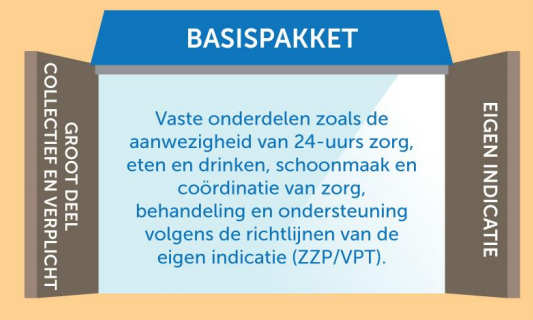 BASISPAKKET
GROOT DEEL
COLLECTIEF EN VERPLICHT
Vaste onderdelen zoals de
aanwezigheid van 24-uurs zorg,
eten en drinken, schoonmaak en
coördinatie van zorg,
behandeling en ondersteuning
volgens de richtlijnen van de
eigen indicatie (ZZP/VPT).
EIGEN INDICATIE